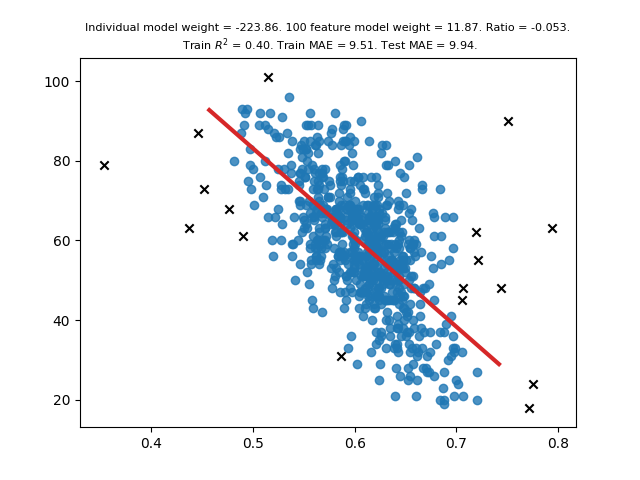 Individual model weight = -223.86. 100 feature model weight = 11.87. Ratio = -0.053.
Train R² = 0.40. Train MAE = 9.51. Test MAE = 9.94.
100
80
60
40
20
0.4 0.5 0.6 0.7 0.8